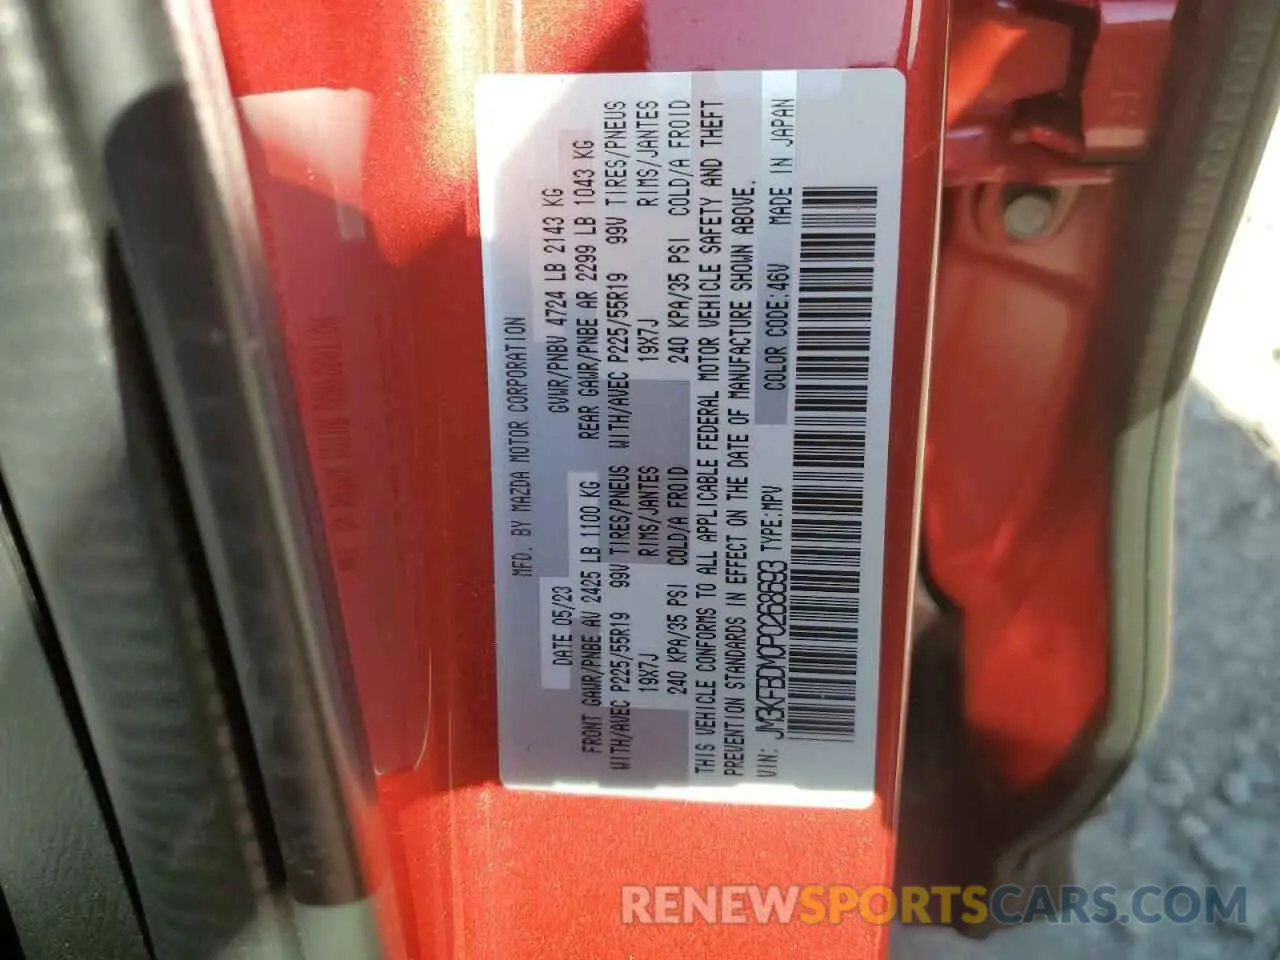 MFD. BY MAZDA MOTOR CORPORATION
DATE 05/23 GVWR/PNBV 4724 LB 2143 KG
FRONT GAWR/PNBE AV 2425 LB 1100 KG REAR GAWR/PNBE AR 2299 LB 1043 KG
WITH/AVEC P225/55R19 99V TIRES/PNEUS WITH/AVEC P225/55R19 99V TIRES/PNEUS
19X7J RIMS/JANTES 19X7J RIMS/JANTES
240 KPA/35 PSI COLD/A FROID 240 KPA/35 PSI COLD/A FROID
THIS VEHICLE CONFORMS TO ALL APPLICABLE FEDERAL MOTOR VEHICLE SAFETY AND THEFT
PREVENTION STANDARDS IN EFFECT ON THE DATE OF MANUFACTURE SHOWN ABOVE.
VIN: JM3KFBDM0P0268693 TYPE:MPV COLOR CODE:46V MADE IN JAPAN
RENEWSPORTSCARS.COM